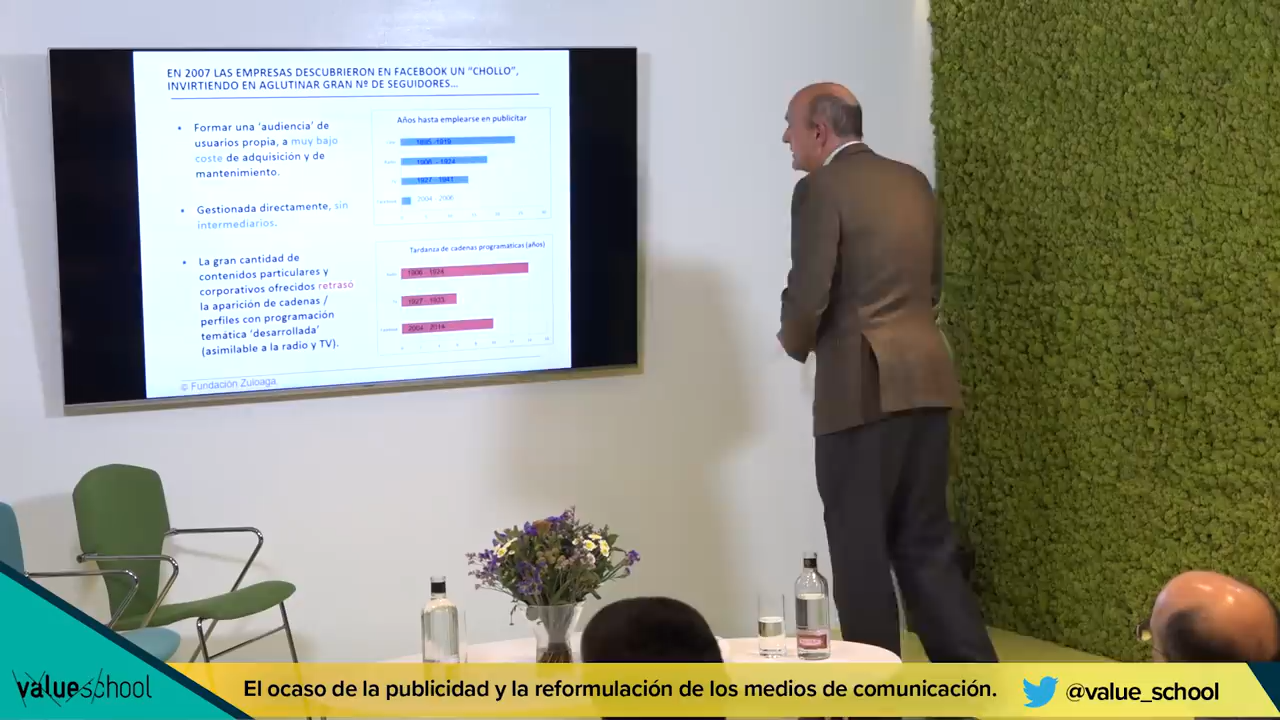 EN 2007 LAS EMPRESAS DESCUBRIERON EN FACEBOOK UN "CHOLLO",
INVIRTIENDO EN AGLUTINAR GRAN Nº DE SEGUIDORES...
• Formar una 'audiencia' de
usuarios propia, a muy bajo
coste de adquisición y de
mantenimiento.
• Gestionada directamente, sin
intermediarios.
• La gran cantidad de
contenidos particulares y
corporativos ofrecidos retrasó
la aparición de cadenas /
perfiles con programación
temática 'desarrollada'
(asimilable a la radio y TV).
Años hasta emplearse en publicitar
1895 -1919
1906 - 1924
1927 - 1941
2004 - 2006
Tardanza de cadenas programáticas (años)
1906 - 1924
1927 - 1933
2004 - 2014
© Fundación Zuloaga
value school
El ocaso de la publicidad y la reformulación de los medios de comunicación.
@value_school